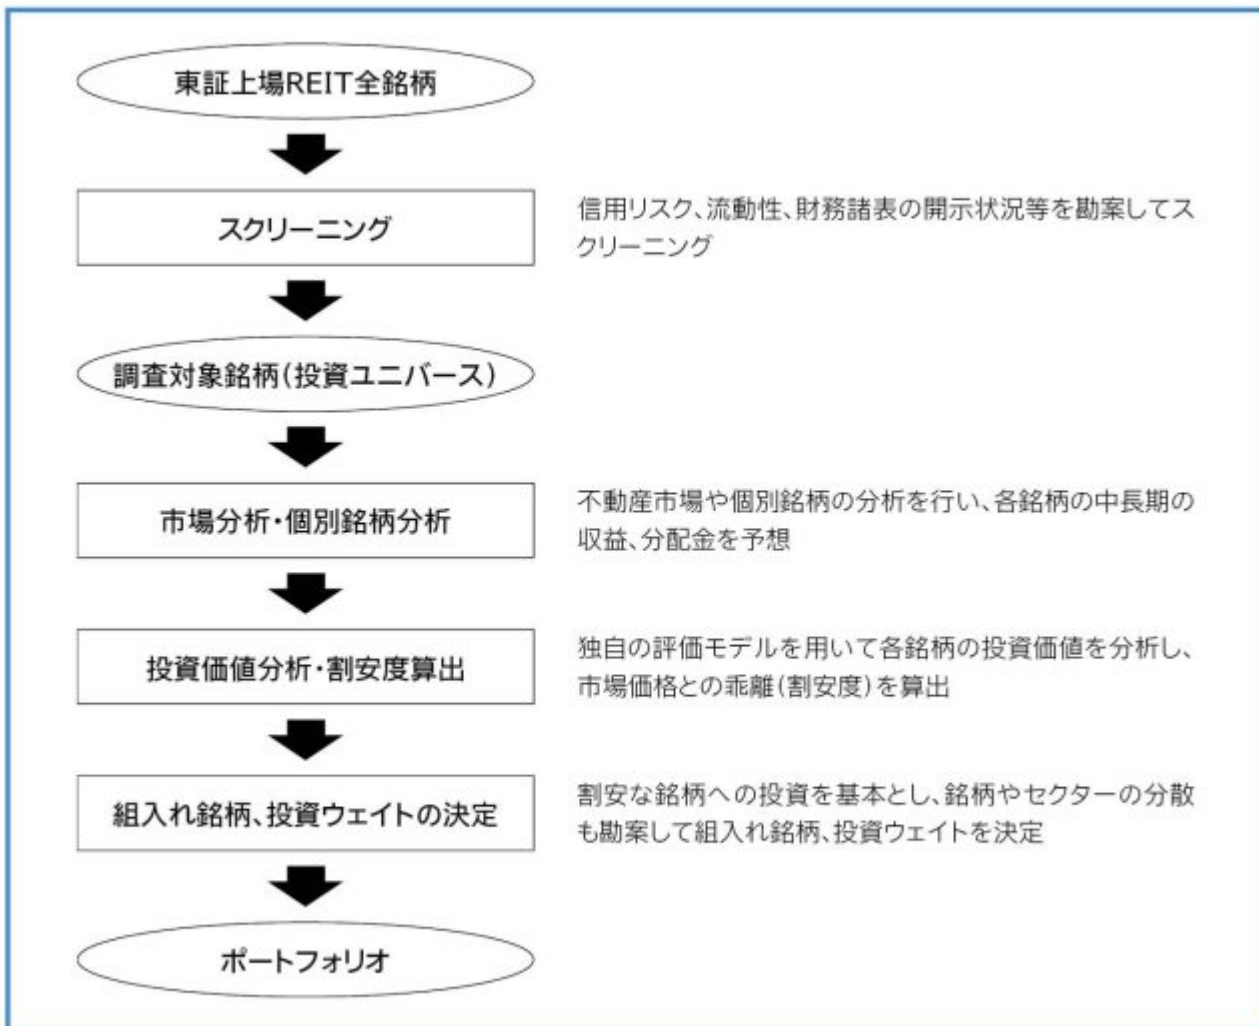 東証上場REIT全銘柄
スクリーニング
信用リスク、流動性、財務諸表の開示状況等を勘案してス
クリーニング
調査対象銘柄(投資ユニバース)
市場分析・個別銘柄分析
不動産市場や個別銘柄の分析を行い、各銘柄の中長期の
収益、分配金を予想
投資価値分析・割安度算出
独自の評価モデルを用いて各銘柄の投資価値を分析し、
市場価格との乖離(割安度)を算出
組入れ銘柄、投資ウェイトの決定
割安な銘柄への投資を基本とし、銘柄やセクターの分散
も勘案して組入れ銘柄、投資ウェイトを決定
ポートフォリオ